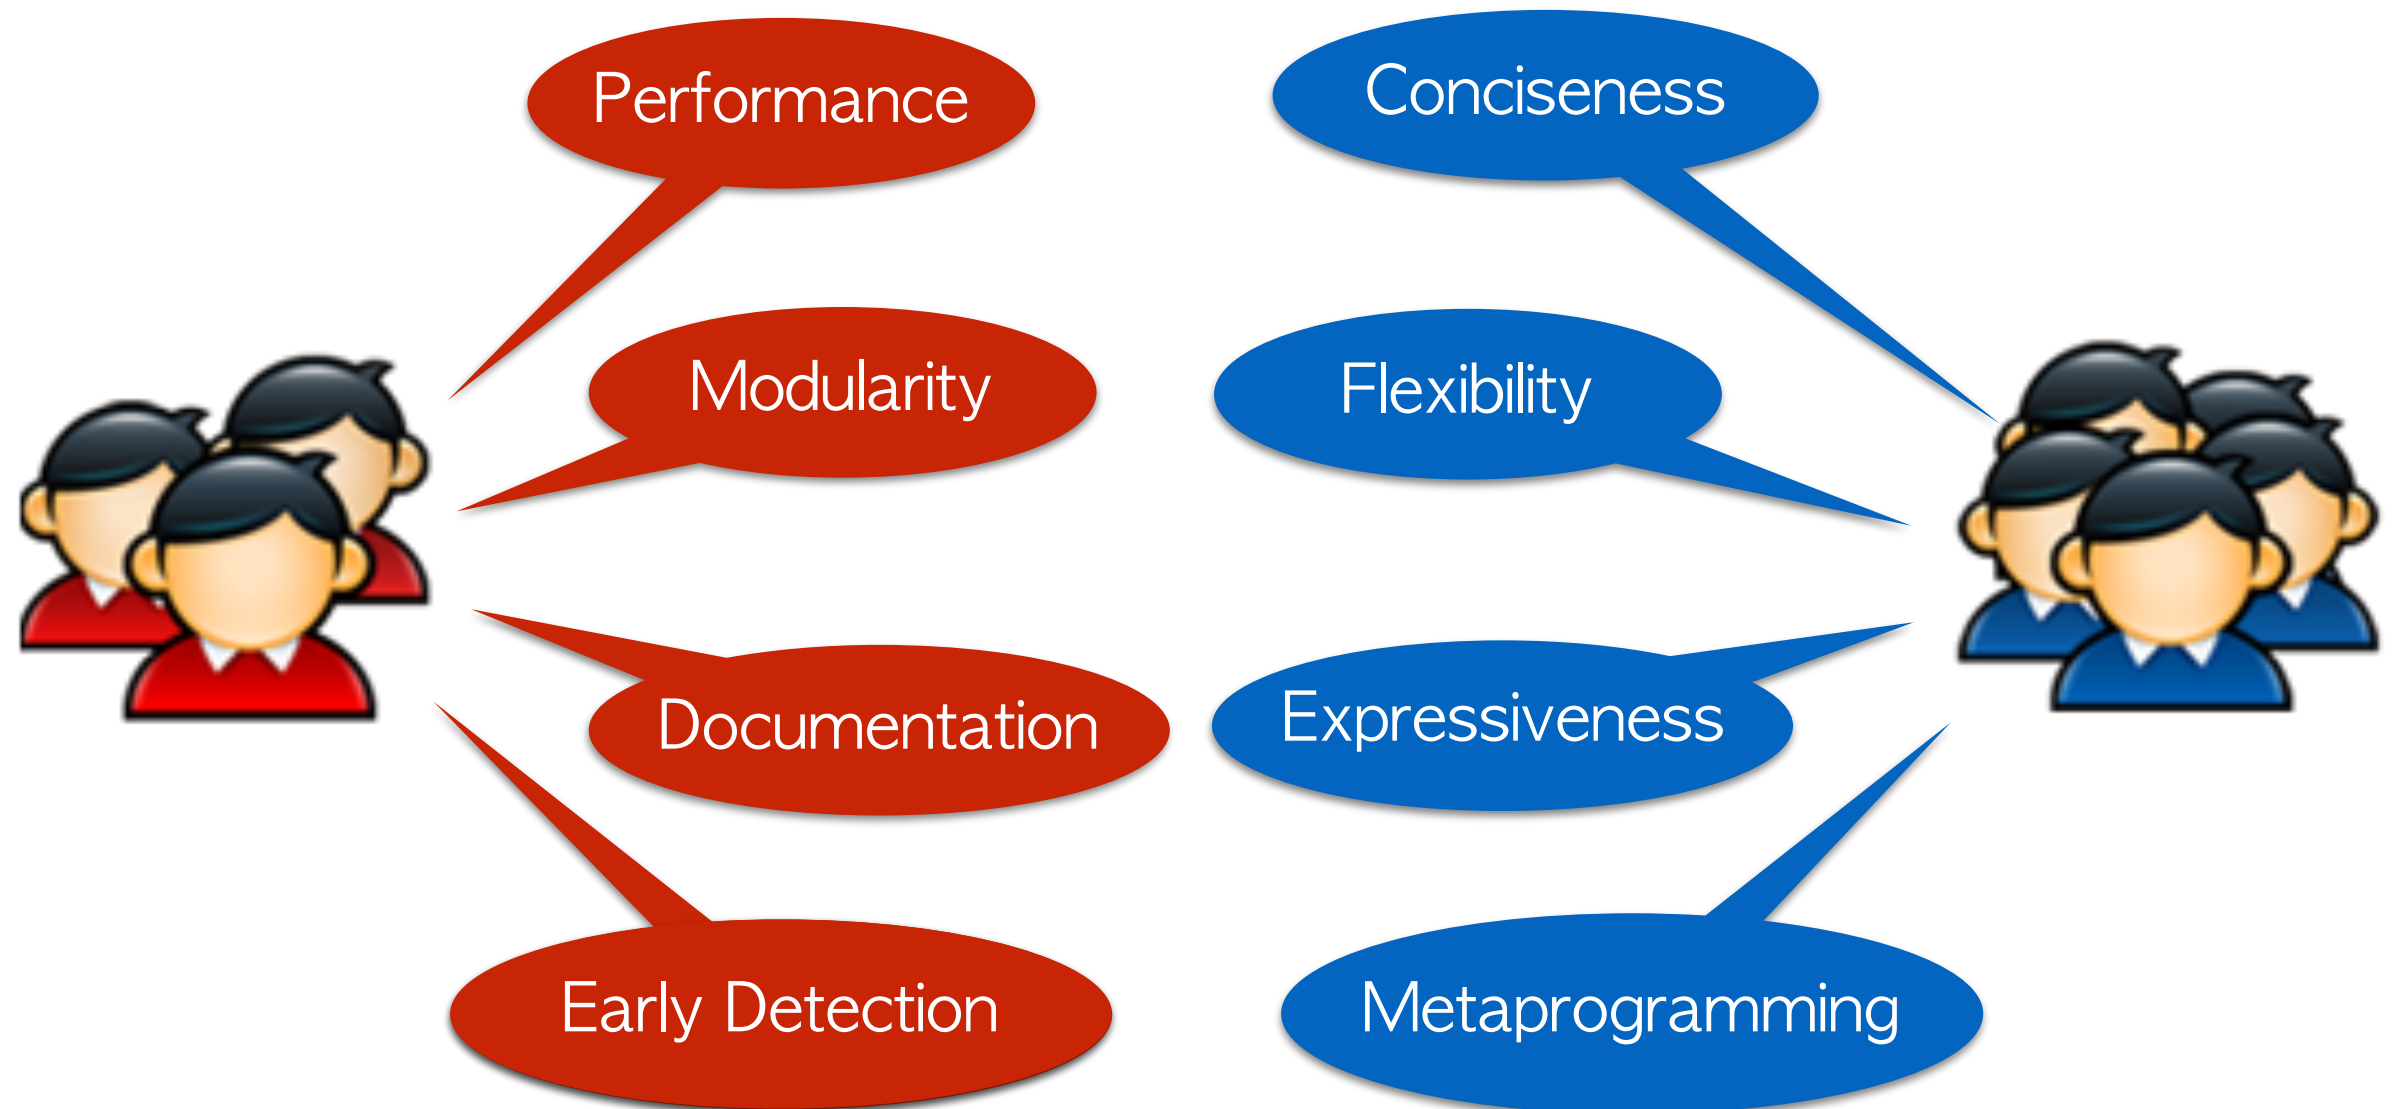 Performance
Conciseness
Modularity
Flexibility
Documentation
Expressiveness
Early Detection
Metaprogramming